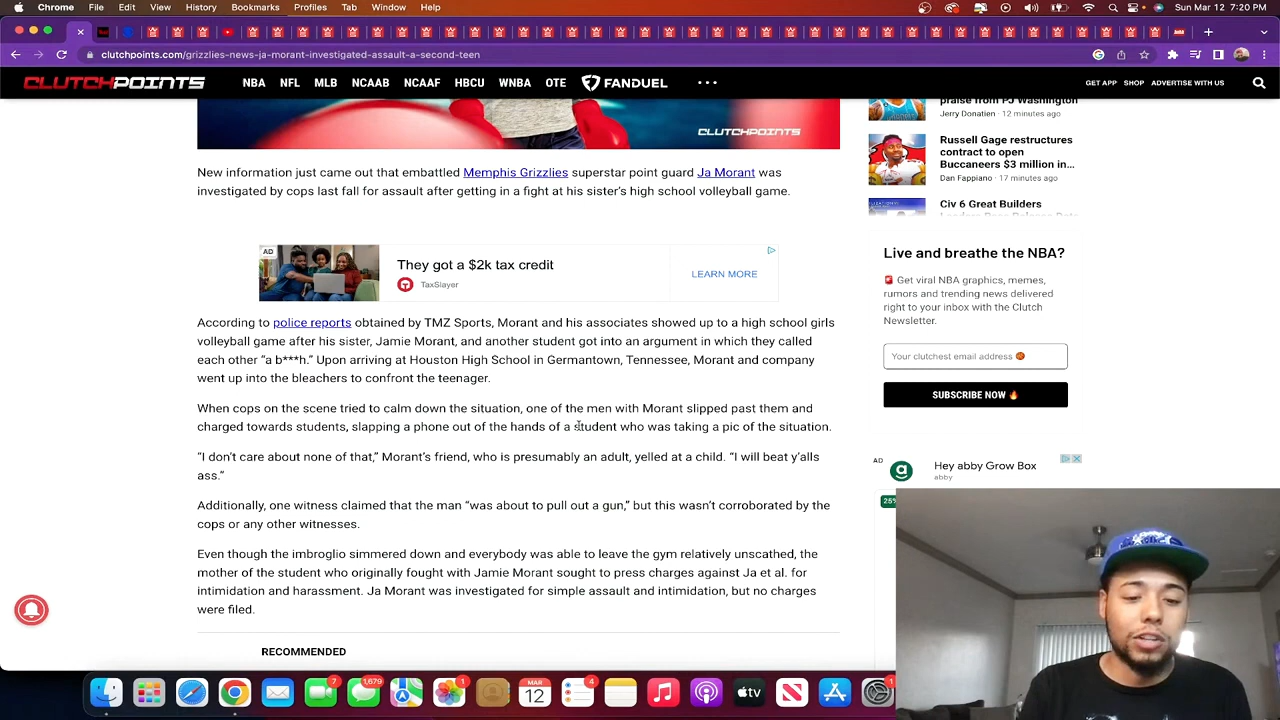 Chrome File Edit View History Bookmarks Profiles Tab Window Help Sun Mar 12 7:20 PM
clutchpoints.com/grizzlies-news-ja-morant-investigated-assault-a-second-teen
CLUTCHPOINTS NBA NFL MLB NCAAB NCAAF HBCU WNBA OTE FANDUEL GET APP SHOP ADVERTISE WITH US
praise from PJ Washington
Jerry Donatien · 12 minutes ago
CLUTCHPOINTS
Russell Gage restructures
contract to open
Buccaneers $3 million in...
Dan Fappiano · 17 minutes ago
Civ 6 Great Builders
New information just came out that embattled Memphis Grizzlies superstar point guard Ja Morant was
investigated by cops last fall for assault after getting in a fight at his sister's high school volleyball game.
AD
They got a $2k tax credit
TaxSlayer
LEARN MORE
According to police reports obtained by TMZ Sports, Morant and his associates showed up to a high school girls
volleyball game after his sister, Jamie Morant, and another student got into an argument in which they called
each other “a b***h.” Upon arriving at Houston High School in Germantown, Tennessee, Morant and company
went up into the bleachers to confront the teenager.
When cops on the scene tried to calm down the situation, one of the men with Morant slipped past them and
charged towards students, slapping a phone out of the hands of a student who was taking a pic of the situation.
“I don’t care about none of that,” Morant’s friend, who is presumably an adult, yelled at a child. “I will beat y’alls
ass.”
Additionally, one witness claimed that the man “was about to pull out a gun,” but this wasn’t corroborated by the
cops or any other witnesses.
Even though the imbroglio simmered down and everybody was able to leave the gym relatively unscathed, the
mother of the student who originally fought with Jamie Morant sought to press charges against Ja et al. for
intimidation and harassment. Ja Morant was investigated for simple assault and intimidation, but no charges
were filed.
RECOMMENDED
Live and breathe the NBA?
🚨 Get viral NBA graphics, memes,
rumors and trending news delivered
right to your inbox with the Clutch
Newsletter.
Your clutchest email address 🏀
SUBSCRIBE NOW 🔥
AD
Hey abby Grow Box
abby
7 1,679 1 MAR 12 4 tv 1